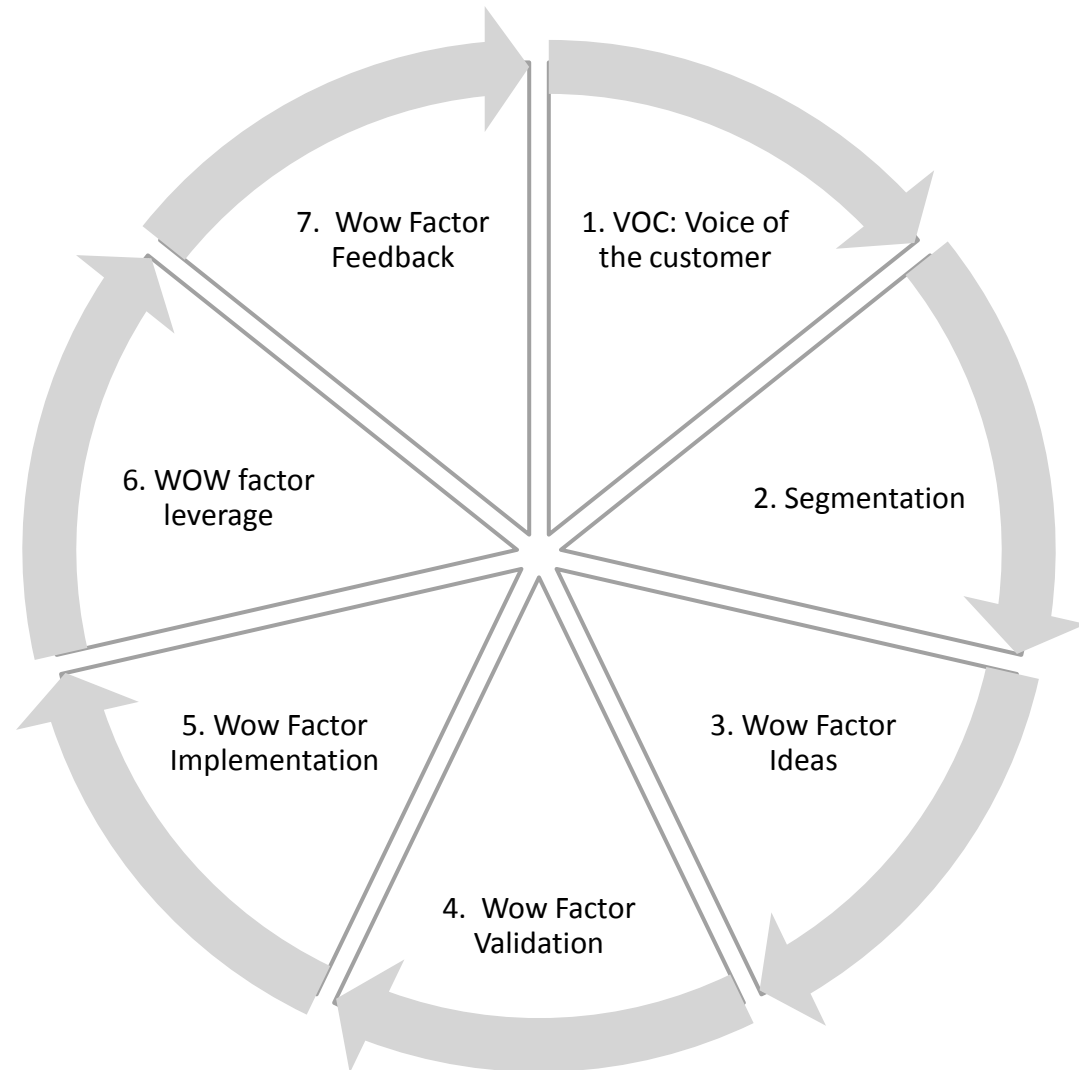 1. VOC: Voice of
the customer
2. Segmentation
3. Wow Factor
Ideas
4.  Wow Factor
Validation
5. Wow Factor
Implementation
6. WOW factor
leverage
7.  Wow Factor
Feedback